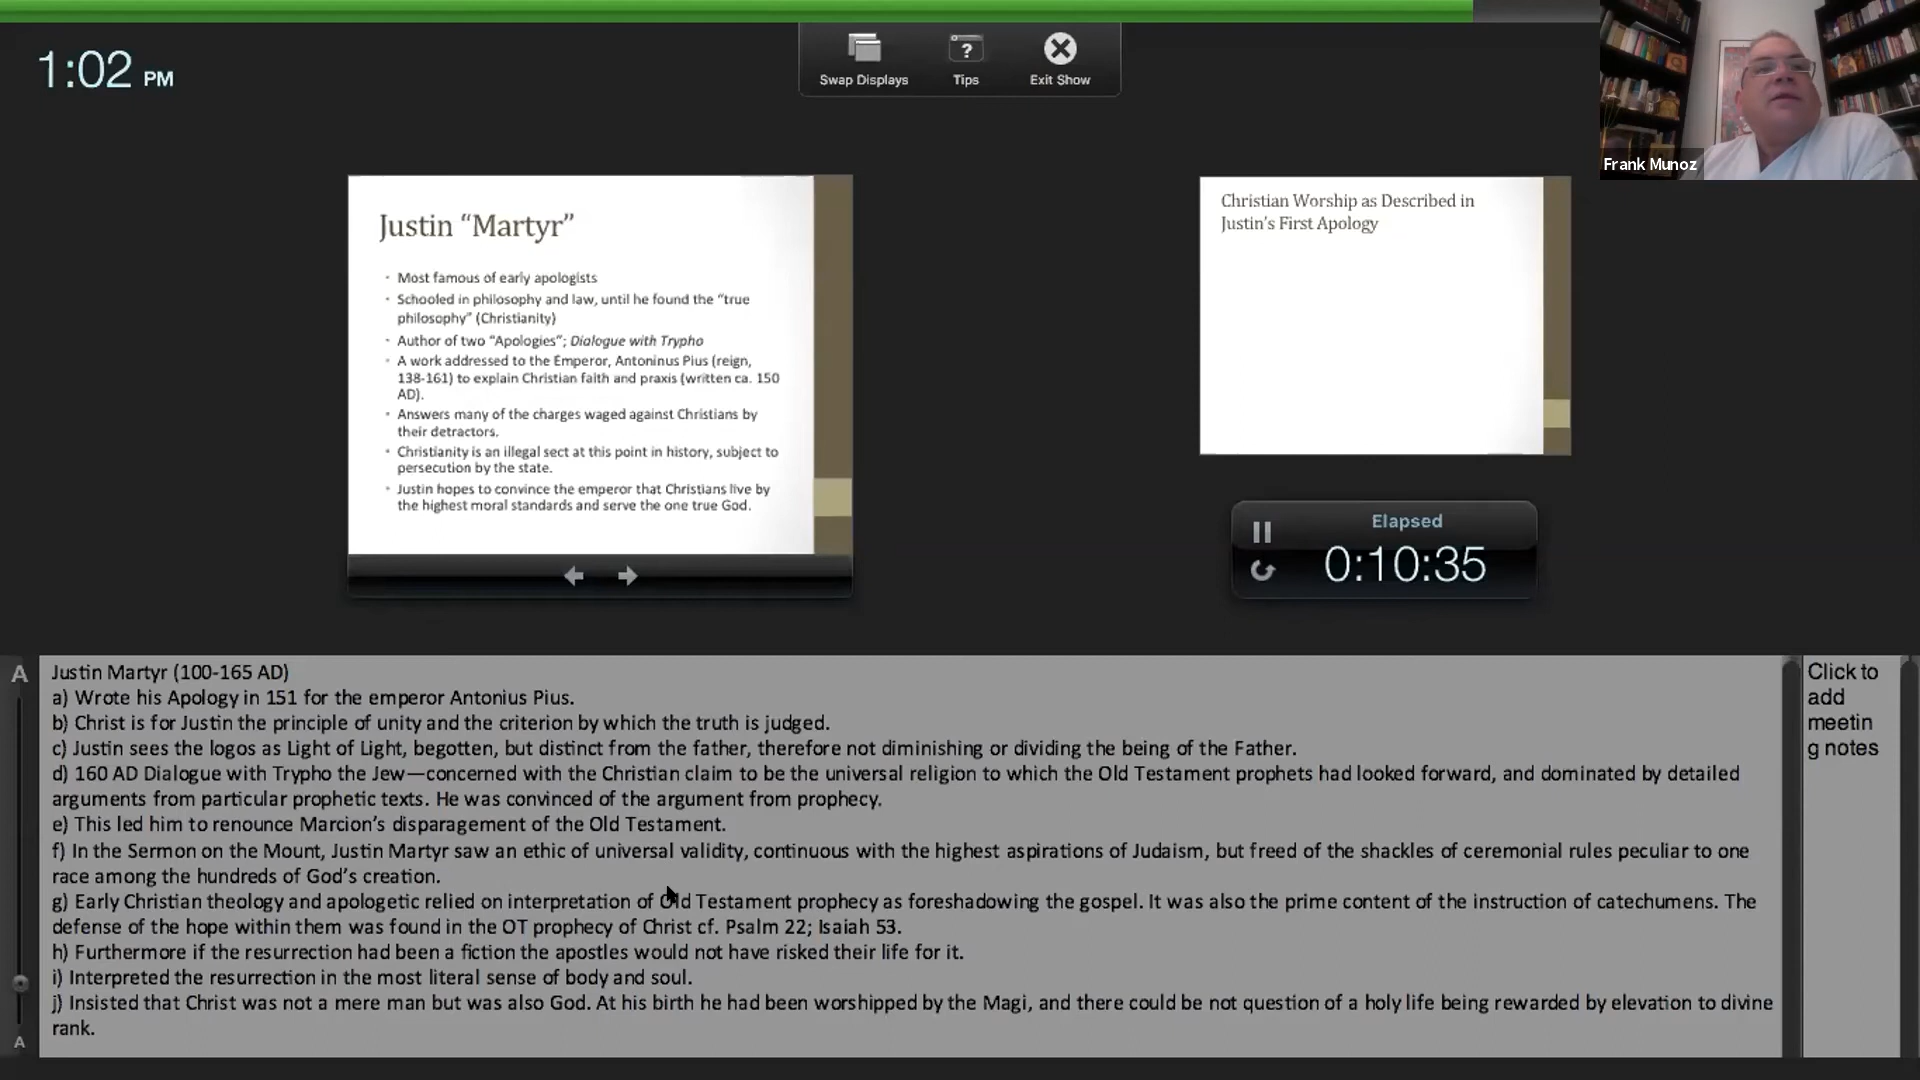 1:02 PM
Swap Displays
Tips
Exit Show
Frank Munoz
Justin “Martyr”
Most famous of early apologists
Schooled in philosophy and law, until he found the “true
philosophy” (Christianity)
Author of two “Apologies”; Dialogue with Trypho
A work addressed to the Emperor, Antoninus Pius (reign,
138-161) to explain Christian faith and praxis (written ca. 150
AD).
Answers many of the charges waged against Christians by
their detractors.
Christianity is an illegal sect at this point in history, subject to
persecution by the state.
Justin hopes to convince the emperor that Christians live by
the highest moral standards and serve the one true God.
Christian Worship as Described in
Justin’s First Apology
Elapsed
0:10:35
A
A
Justin Martyr (100-165 AD)
a) Wrote his Apology in 151 for the emperor Antonius Pius.
b) Christ is for Justin the principle of unity and the criterion by which the truth is judged.
c) Justin sees the logos as Light of Light, begotten, but distinct from the father, therefore not diminishing or dividing the being of the Father.
d) 160 AD Dialogue with Trypho the Jew—concerned with the Christian claim to be the universal religion to which the Old Testament prophets had looked forward, and dominated by detailed
arguments from particular prophetic texts. He was convinced of the argument from prophecy.
e) This led him to renounce Marcion’s disparagement of the Old Testament.
f) In the Sermon on the Mount, Justin Martyr saw an ethic of universal validity, continuous with the highest aspirations of Judaism, but freed of the shackles of ceremonial rules peculiar to one
race among the hundreds of God’s creation.
g) Early Christian theology and apologetic relied on interpretation of Old Testament prophecy as foreshadowing the gospel. It was also the prime content of the instruction of catechumens. The
defense of the hope within them was found in the OT prophecy of Christ cf. Psalm 22; Isaiah 53.
h) Furthermore if the resurrection had been a fiction the apostles would not have risked their life for it.
i) Interpreted the resurrection in the most literal sense of body and soul.
j) Insisted that Christ was not a mere man but was also God. At his birth he had been worshipped by the Magi, and there could be not question of a holy life being rewarded by elevation to divine
rank.
Click to
add
meetin
g notes